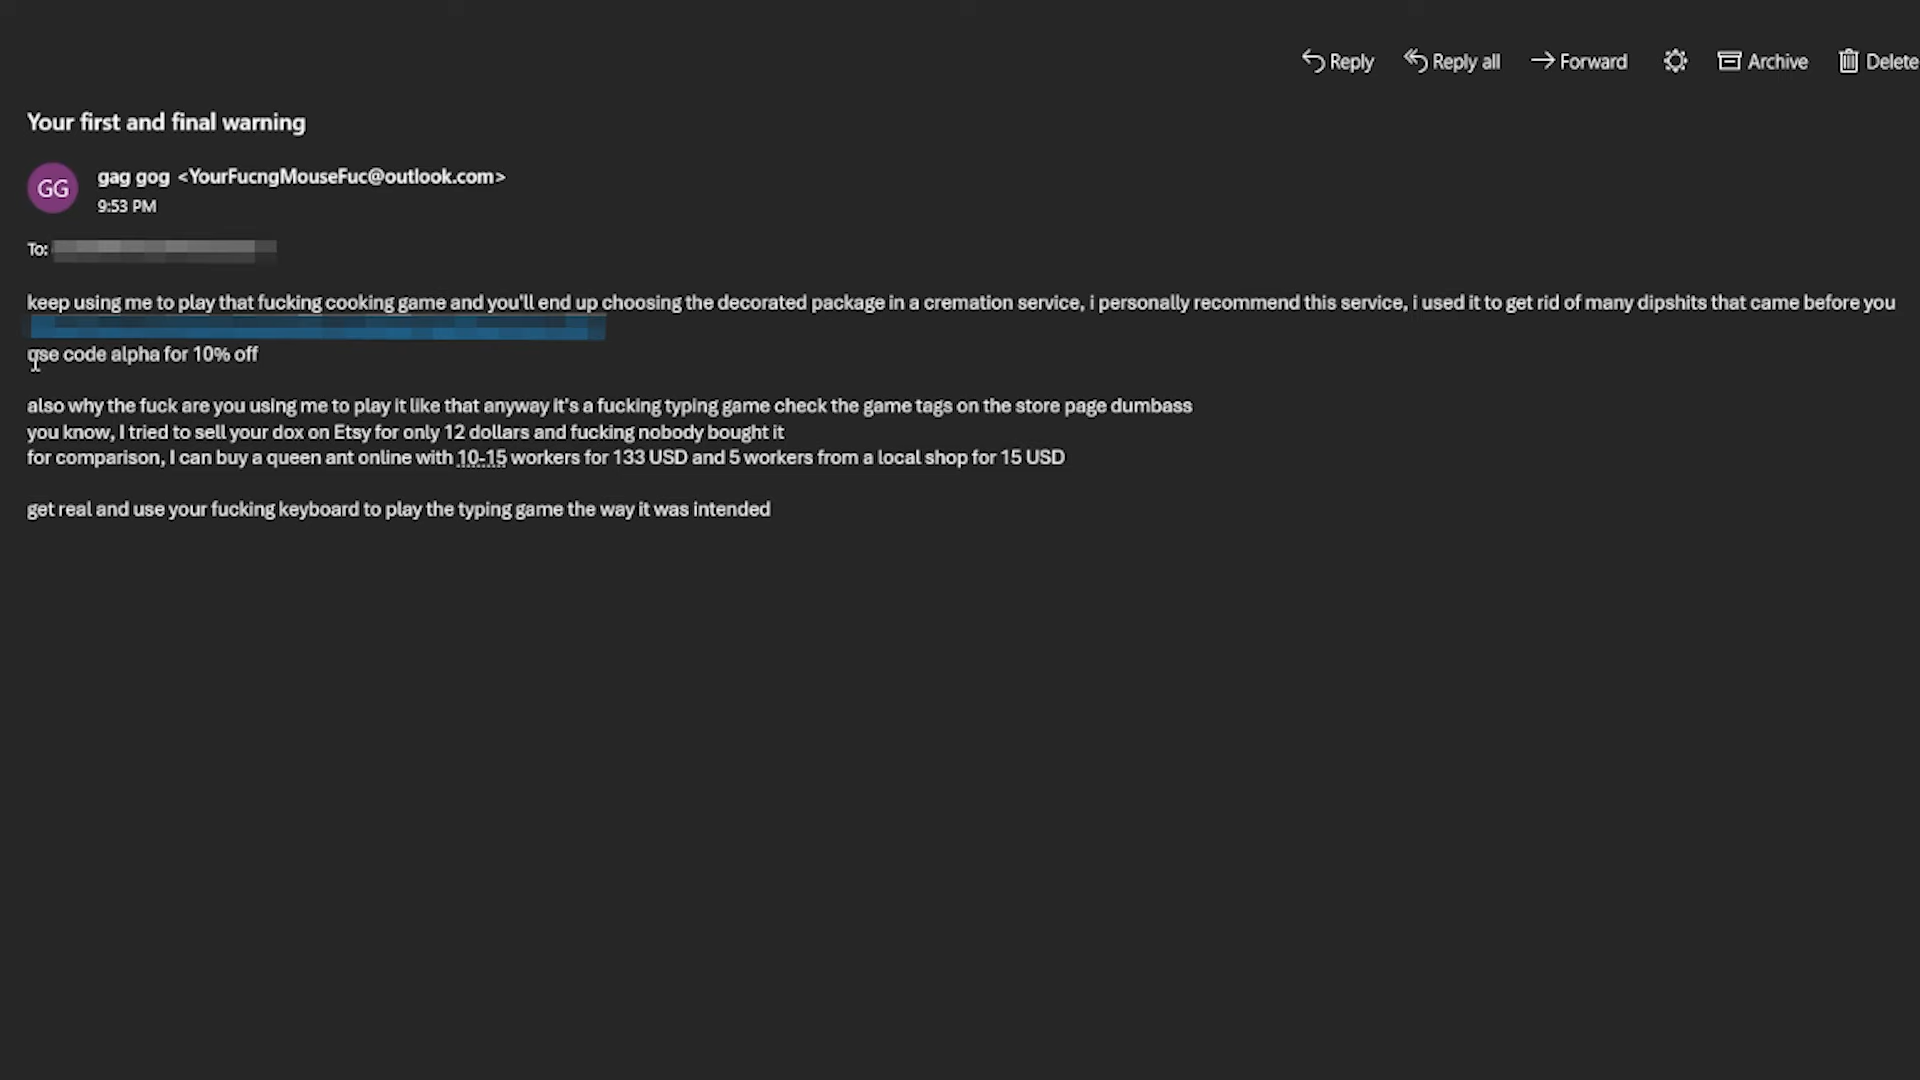 Reply
Reply all
Forward
Archive
Delete
Your first and final warning
GG
gag gog <YourFucngMouseFuc@outlook.com>
9:53 PM
To:
keep using me to play that fucking cooking game and you'll end up choosing the decorated package in a cremation service, i personally recommend this service, i used it to get rid of many dipshits that came before you
use code alpha for 10% off
also why the fuck are you using me to play it like that anyway it's a fucking typing game check the game tags on the store page dumbass
you know, I tried to sell your dox on Etsy for only 12 dollars and fucking nobody bought it
for comparison, I can buy a queen ant online with 10-15 workers for 133 USD and 5 workers from a local shop for 15 USD
get real and use your fucking keyboard to play the typing game the way it was intended